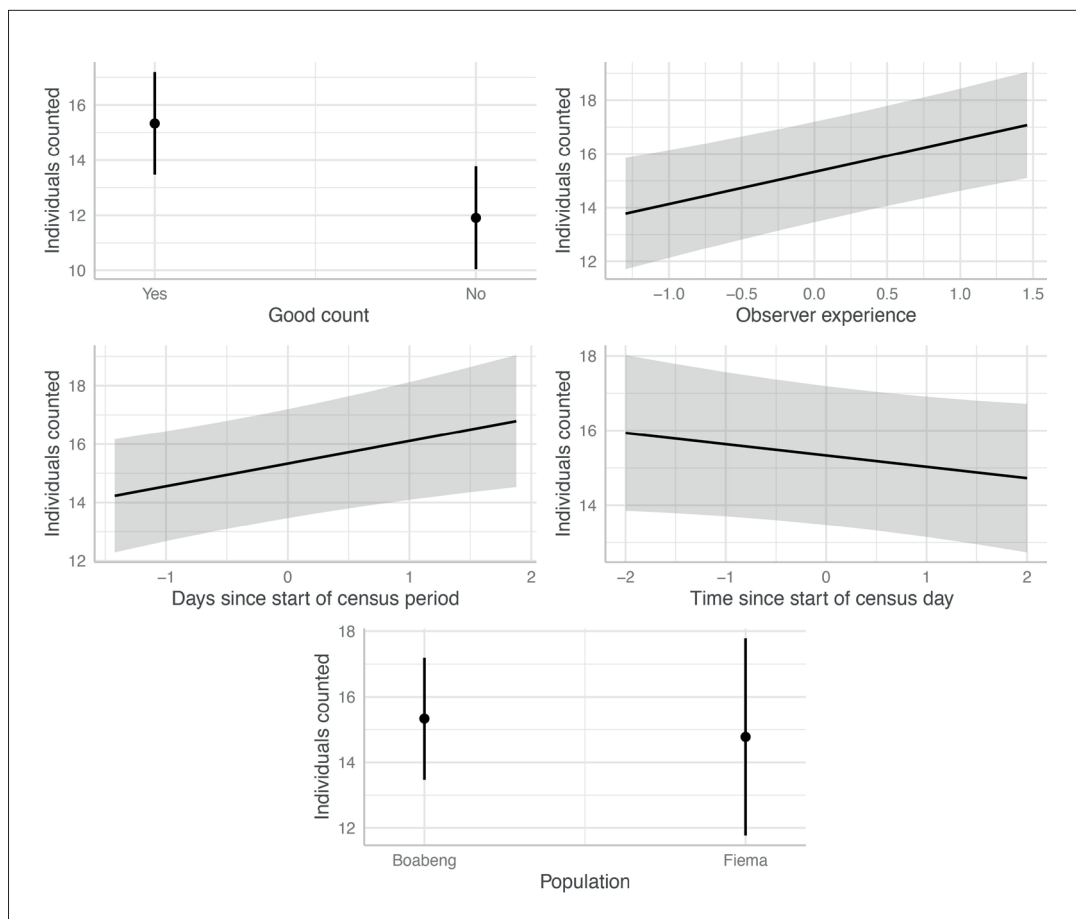 Individuals counted
16
14
12
10
Yes No
Good count
Individuals counted
18
16
14
12
−1.0 −0.5 0.0 0.5 1.0 1.5
Observer experience
Individuals counted
18
16
14
12
−1 0 1 2
Days since start of census period
Individuals counted
18
16
14
−2 −1 0 1 2
Time since start of census day
Individuals counted
18
16
14
12
Boabeng Fiema
Population